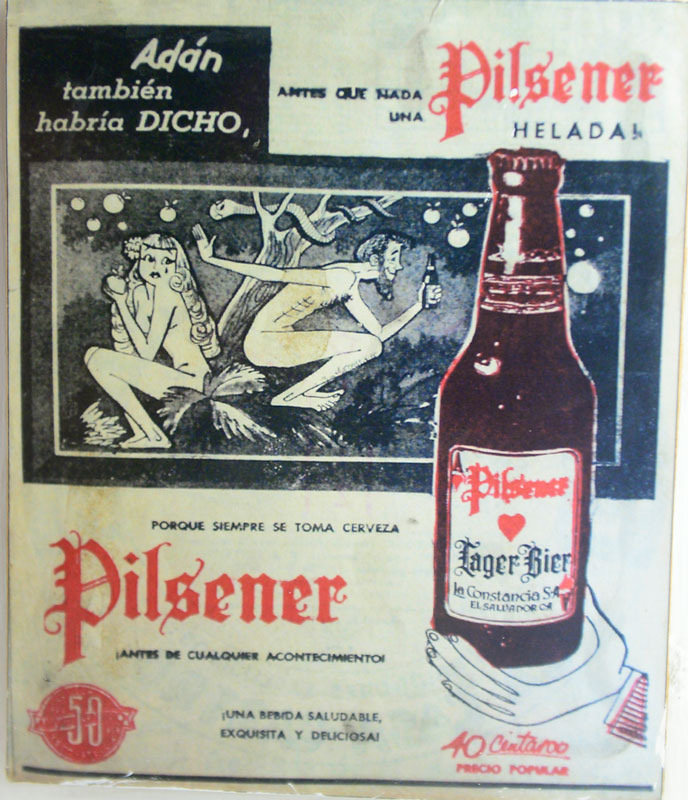 Adán
también
habría DICHO,
ANTES QUE NADA
UNA
Pilsener
HELADA!
Pilsener
Lager Bier
la Constancia S.A.
EL SALVADOR CA
PORQUE SIEMPRE SE TOMA CERVEZA
Pilsener
¡ANTES DE CUALQUIER ACONTECIMIENTO!
50
¡UNA BEBIDA SALUDABLE,
EXQUISITA Y DELICIOSA!
40 Centavos
PRECIO POPULAR